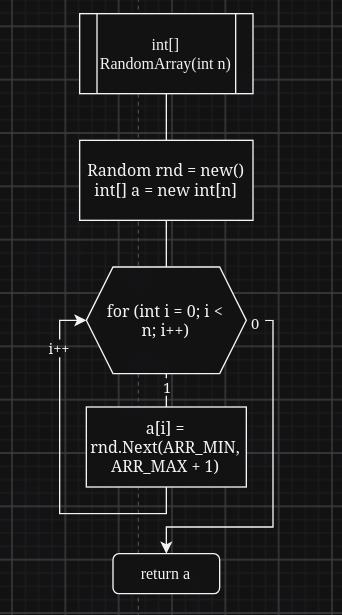 int[]
RandomArray(int n)
Random rnd = new()
int[] a = new int[n]
for (int i = 0; i <
n; i++)
0
i++
1
a[i] =
rnd.Next(ARR_MIN,
ARR_MAX + 1)
return a